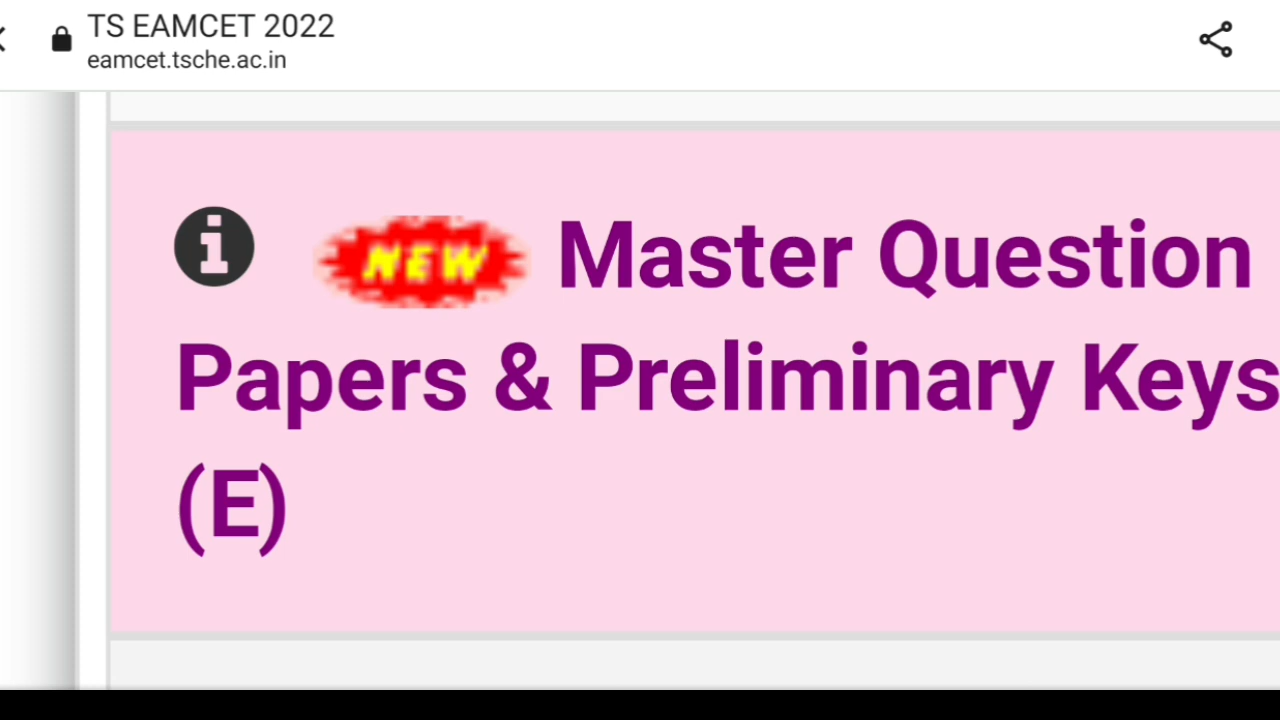 TS EAMCET 2022
eamcet.tsche.ac.in
NEW Master Question
Papers & Preliminary Keys
(E)